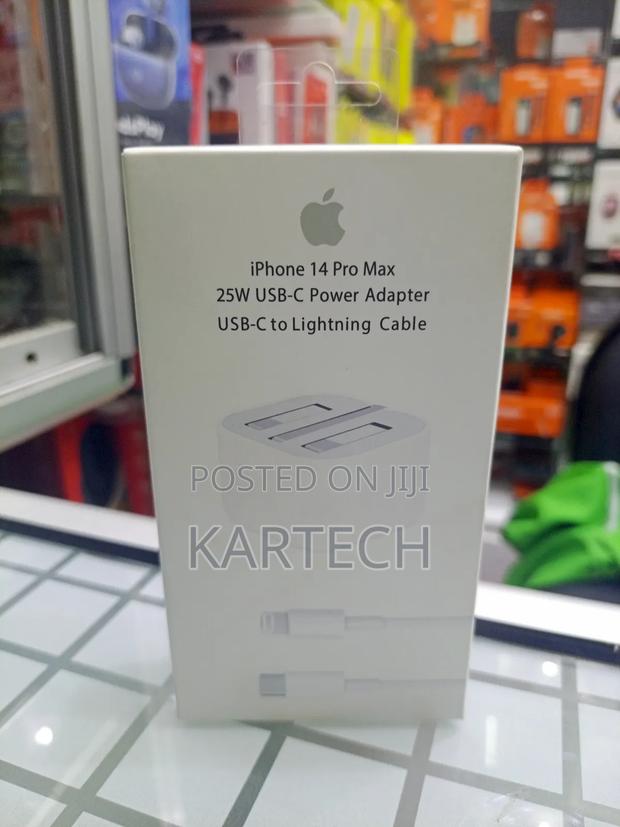 iPhone 14 Pro Max
25W USB-C Power Adapter
USB-C to Lightning Cable
POSTED ON JIJI
KARTECH